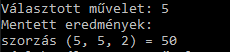 Választott művelet: 5
Mentett eredmények:
szorzás (5, 5, 2) = 50